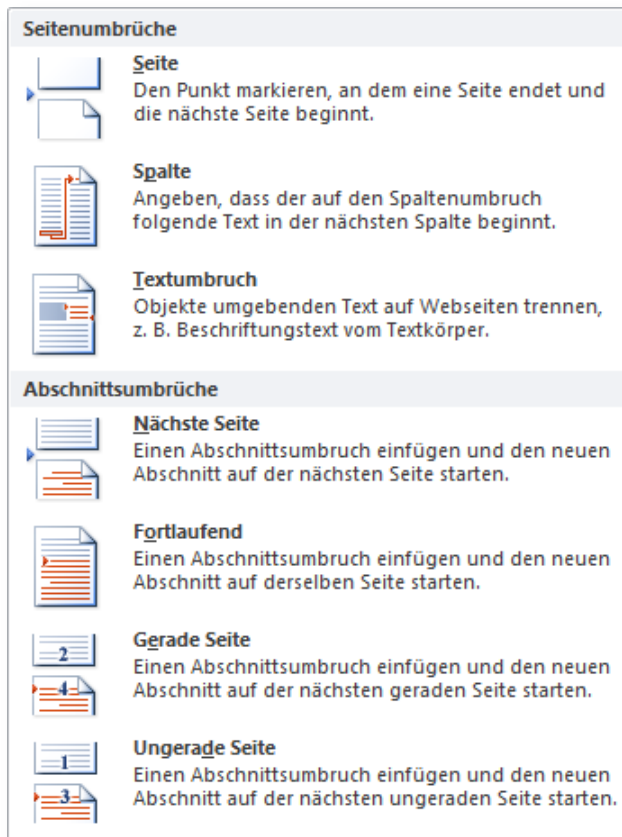 Seitenumbrüche
Seite
Den Punkt markieren, an dem eine Seite endet und
die nächste Seite beginnt.
Spalte
Angeben, dass der auf den Spaltenumbruch
folgende Text in der nächsten Spalte beginnt.
Textumbruch
Objekte umgebenden Text auf Webseiten trennen,
z. B. Beschriftungstext vom Textkörper.
Abschnittsumbrüche
Nächste Seite
Einen Abschnittsumbruch einfügen und den neuen
Abschnitt auf der nächsten Seite starten.
Fortlaufend
Einen Abschnittsumbruch einfügen und den neuen
Abschnitt auf derselben Seite starten.
2
4
Gerade Seite
Einen Abschnittsumbruch einfügen und den neuen
Abschnitt auf der nächsten geraden Seite starten.
1
3
Ungerade Seite
Einen Abschnittsumbruch einfügen und den neuen
Abschnitt auf der nächsten ungeraden Seite starten.